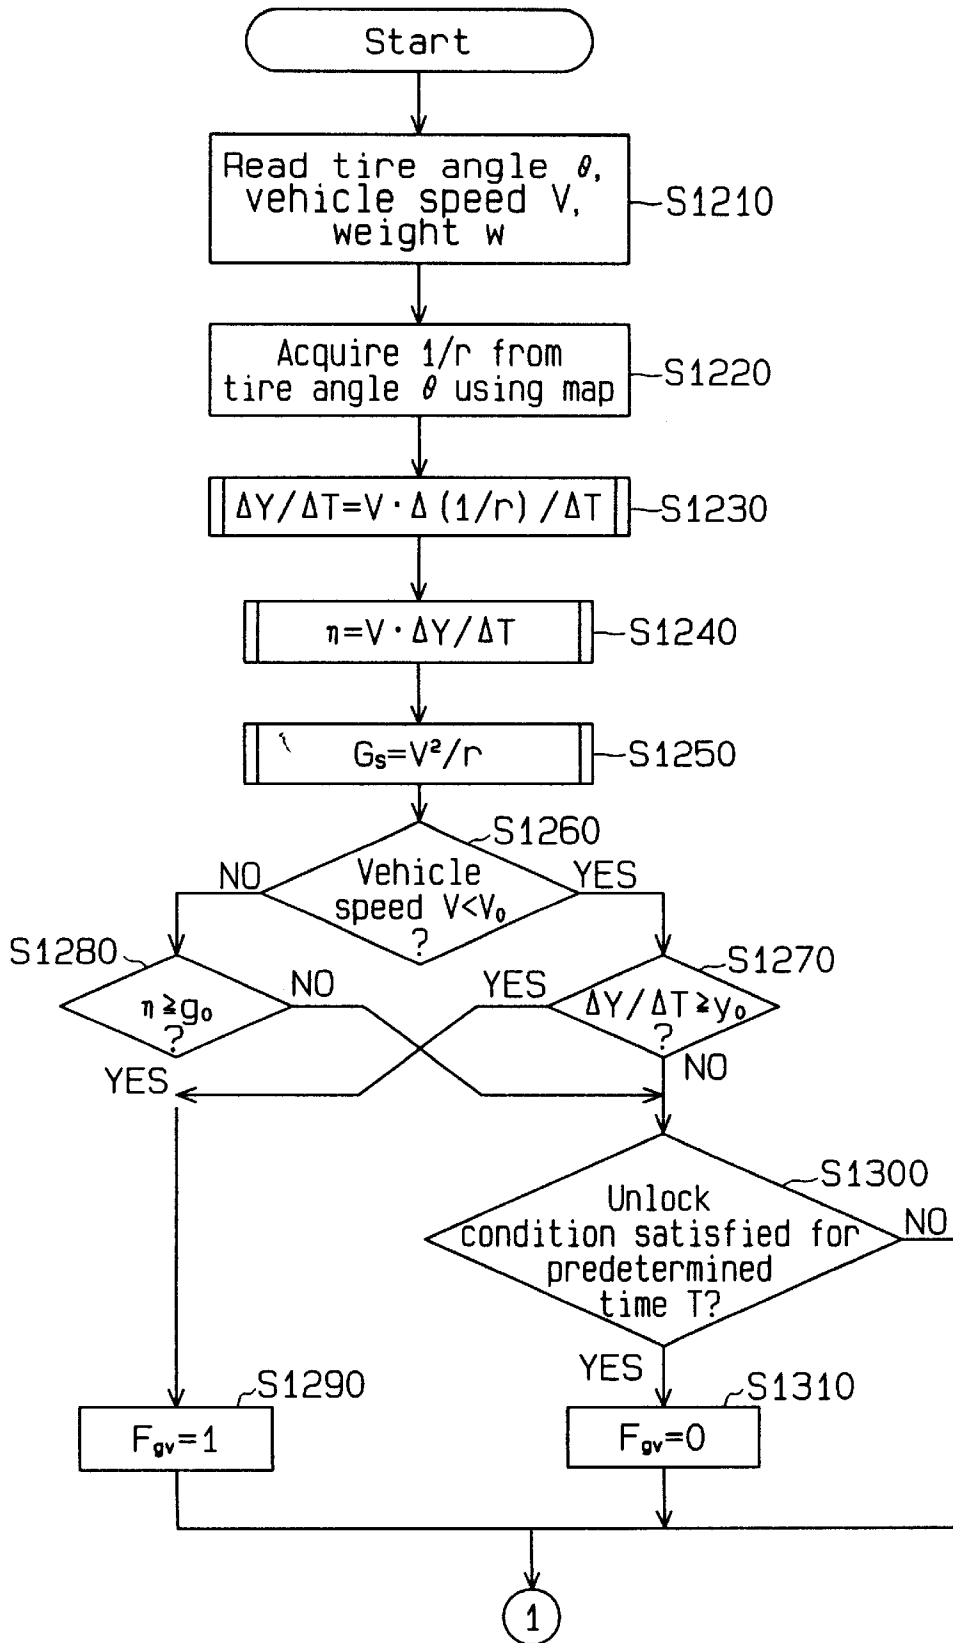 Start
Read tire angle θ,
vehicle speed V,
weight w
S1210
Acquire 1/r from
tire angle θ using map
S1220
ΔY/ΔT=V·Δ(1/r)/ΔT
S1230
η=V·ΔY/ΔT
S1240
Gs=V²/r
S1250
S1260
NO
Vehicle
speed V<V₀
?
YES
S1280
η≧g₀
?
NO
YES
S1270
YES
ΔY/ΔT≧y₀
?
NO
S1300
Unlock
condition satisfied for
predetermined
time T?
NO
YES
S1290
Fgv=1
S1310
Fgv=0
1